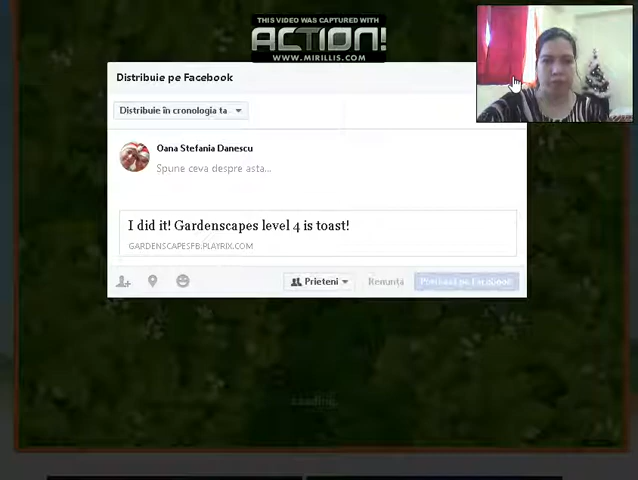 THIS VIDEO WAS CAPTURED WITH
ACTION!
WWW.MIRILLIS.COM
Distribuie pe Facebook
Distribuie în cronologia ta
Oana Stefania Danescu
Spune ceva despre asta...
I did it! Gardenscapes level 4 is toast!
GARDENSCAPESFB.PLAYRIX.COM
Prieteni
Renunță
Postează pe Facebook
Loading.